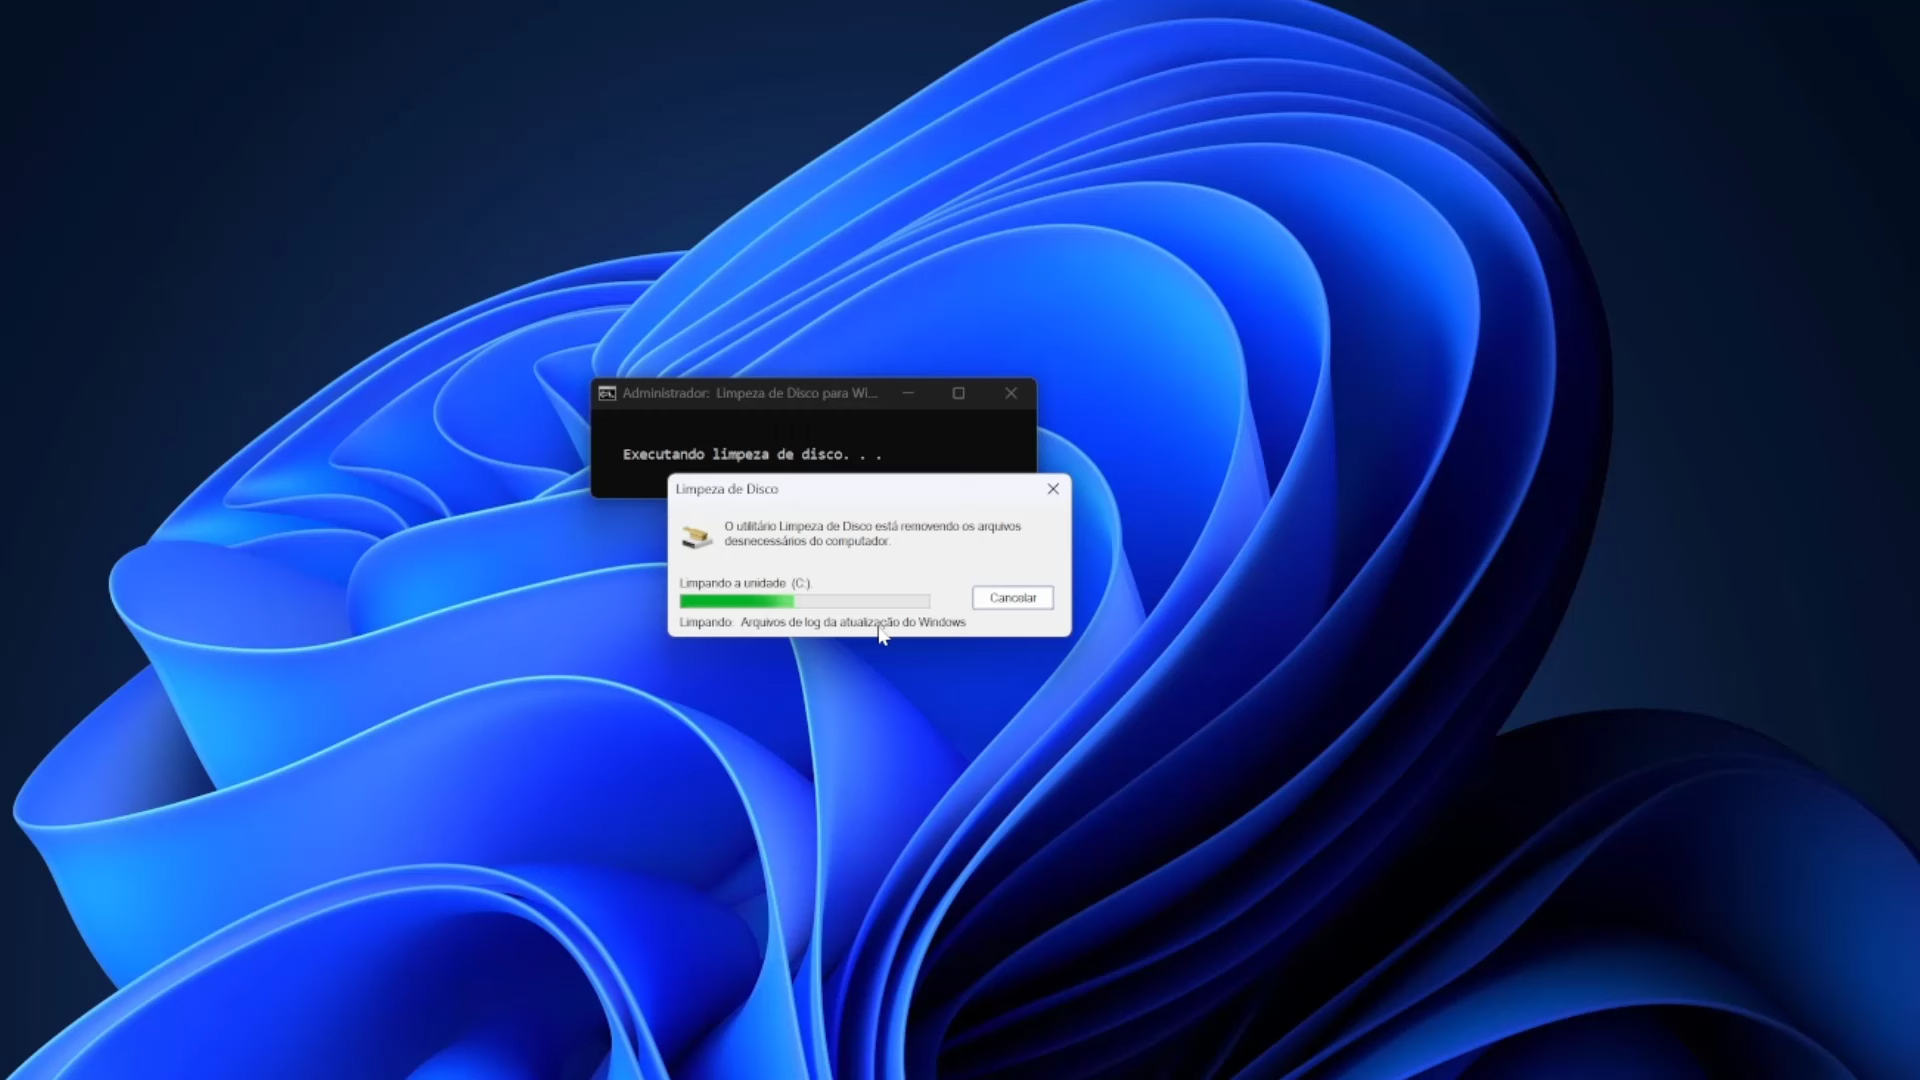 Administrador: Limpeza de Disco para Wi...
Executando limpeza de disco. . .
Limpeza de Disco
O utilitário Limpeza de Disco está removendo os arquivos
desnecessários do computador.
Limpando a unidade (C:).
Cancelar
Limpando: Arquivos de log da atualização do Windows